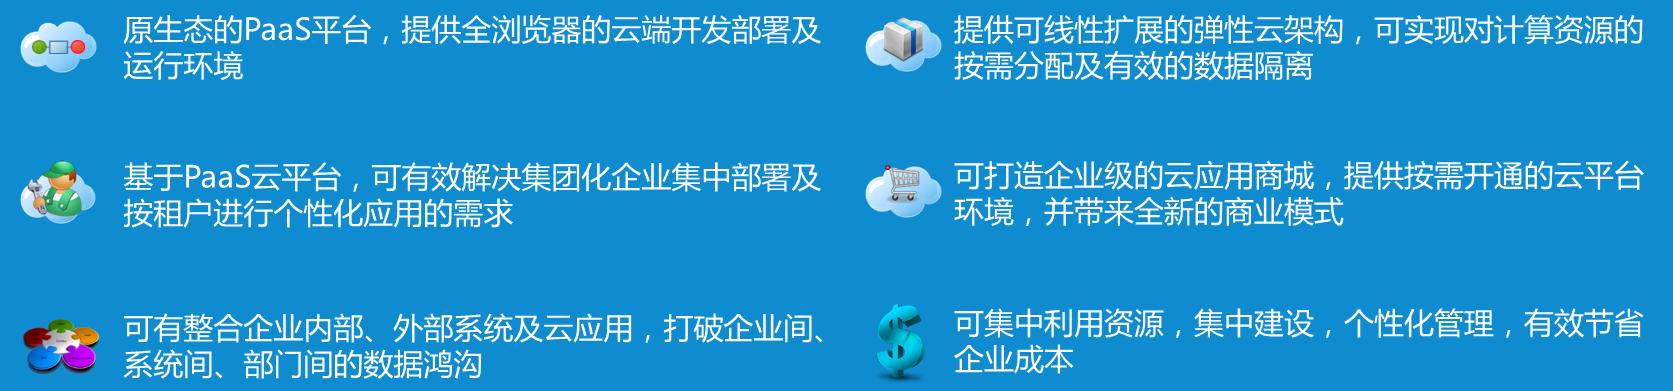 原生态的PaaS平台，提供全浏览器的云端开发部署及
运行环境
提供可线性扩展的弹性云架构，可实现对计算资源的
按需分配及有效的数据隔离
基于PaaS云平台，可有效解决集团化企业集中部署及
按租户进行个性化应用的需求
可打造企业级的云应用商城，提供按需开通的云平台
环境，并带来全新的商业模式
可有整合企业内部、外部系统及云应用，打破企业间、
系统间、部门间的数据鸿沟
可集中利用资源，集中建设，个性化管理，有效节省
企业成本